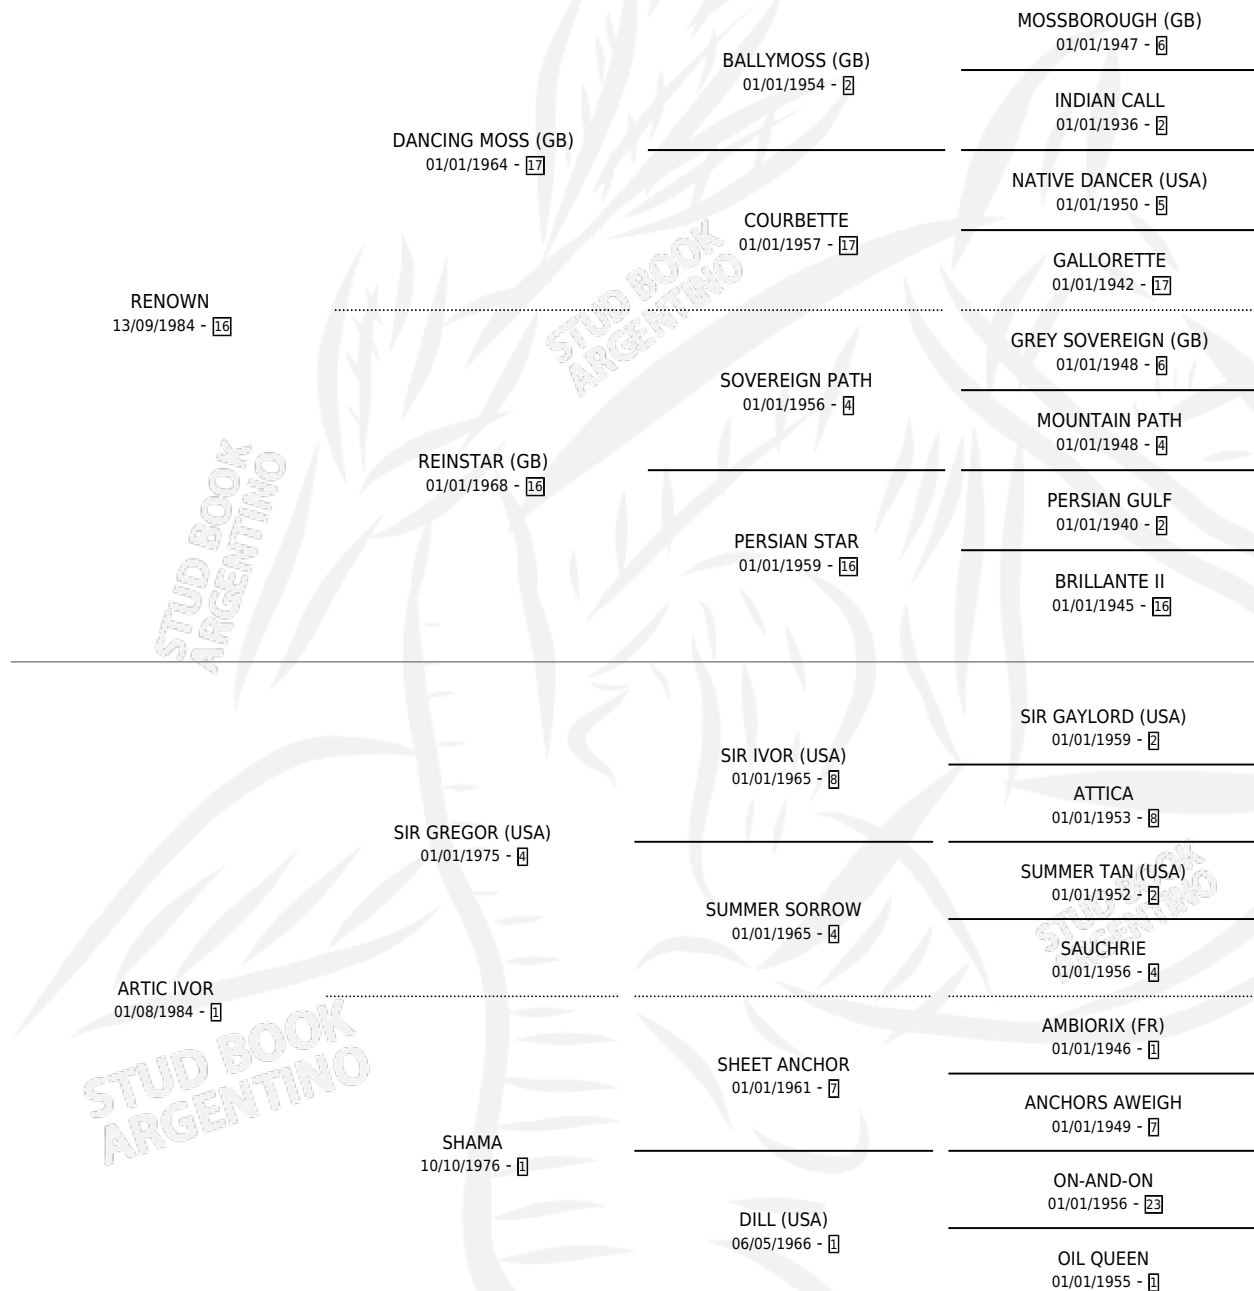 RENOWN
13/09/1984 - 16
DANCING MOSS (GB)
01/01/1964 - 17
BALLYMOSS (GB)
01/01/1954 - 2
MOSSBOROUGH (GB)
01/01/1947 - 6
INDIAN CALL
01/01/1936 - 2
COURBETTE
01/01/1957 - 17
NATIVE DANCER (USA)
01/01/1950 - 5
GALLORETTE
01/01/1942 - 17
REINSTAR (GB)
01/01/1968 - 16
SOVEREIGN PATH
01/01/1956 - 4
GREY SOVEREIGN (GB)
01/01/1948 - 6
MOUNTAIN PATH
01/01/1948 - 4
PERSIAN STAR
01/01/1959 - 16
PERSIAN GULF
01/01/1940 - 2
BRILLANTE II
01/01/1945 - 16
ARTIC IVOR
01/08/1984 - 1
SIR GREGOR (USA)
01/01/1975 - 4
SIR IVOR (USA)
01/01/1965 - 8
SIR GAYLORD (USA)
01/01/1959 - 2
ATTICA
01/01/1953 - 8
SUMMER SORROW
01/01/1965 - 4
SUMMER TAN (USA)
01/01/1952 - 2
SAUCHRIE
01/01/1956 - 4
SHAMA
10/10/1976 - 1
SHEET ANCHOR
01/01/1961 - 7
AMBIORIX (FR)
01/01/1946 - 1
ANCHORS AWEIGH
01/01/1949 - 7
DILL (USA)
06/05/1966 - 1
ON-AND-ON
01/01/1956 - 23
OIL QUEEN
01/01/1955 - 1
STUD BOOK
ARGENTINO
STUD BOOK
ARGENTINO
STUD BOOK
ARGENTINO
STUD BOOK
ARGENTINO